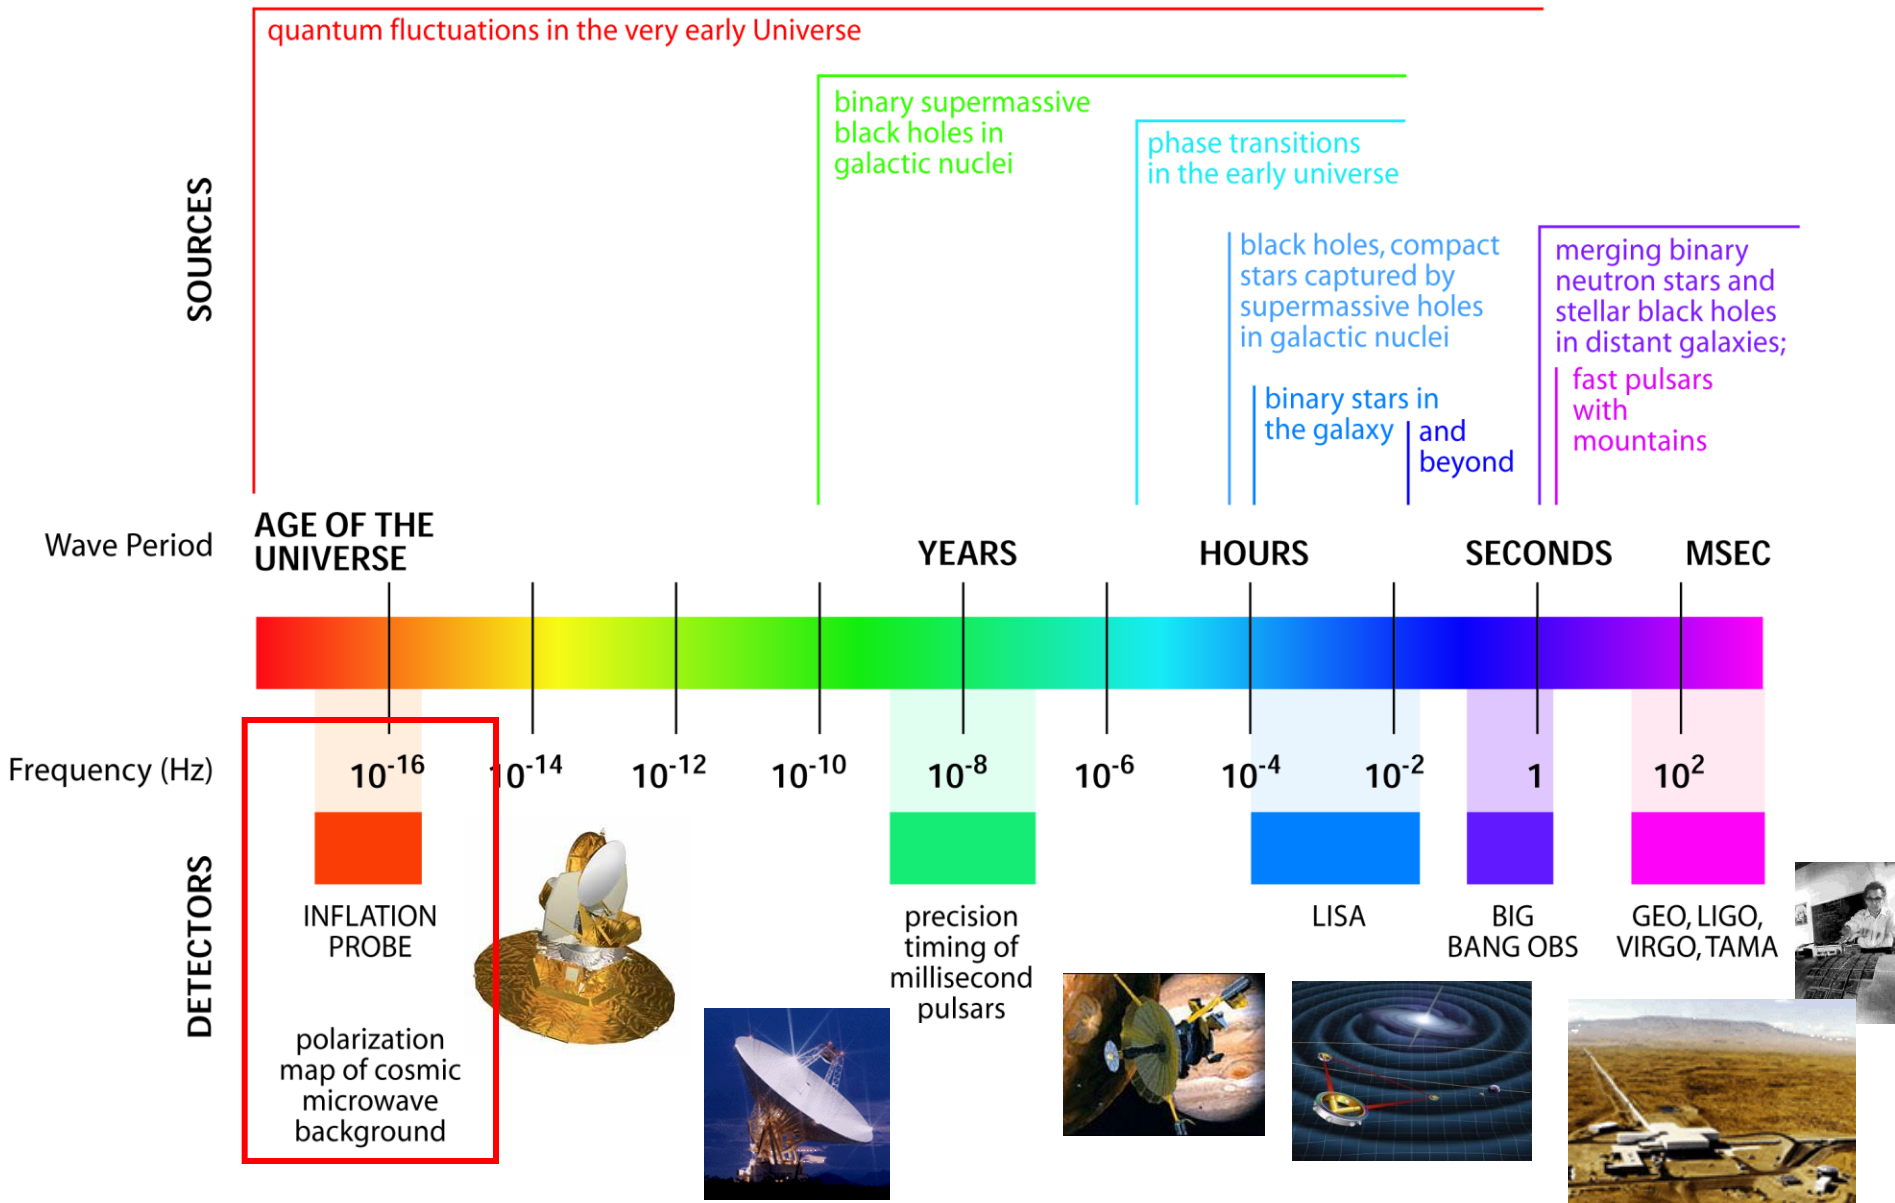 quantum fluctuations in the very early Universe
binary supermassive
black holes in
galactic nuclei
phase transitions
in the early universe
black holes, compact
stars captured by
supermassive holes
in galactic nuclei
merging binary
neutron stars and
stellar black holes
in distant galaxies;
fast pulsars
with
mountains
binary stars in
the galaxy
and
beyond
SOURCES
Wave Period
AGE OF THE
UNIVERSE
YEARS
HOURS
SECONDS
MSEC
Frequency (Hz)
10^-16
10^-14
10^-12
10^-10
10^-8
10^-6
10^-4
10^-2
1
10^2
DETECTORS
INFLATION
PROBE
polarization
map of cosmic
microwave
background
precision
timing of
millisecond
pulsars
LISA
BIG
BANG OBS
GEO, LIGO,
VIRGO, TAMA